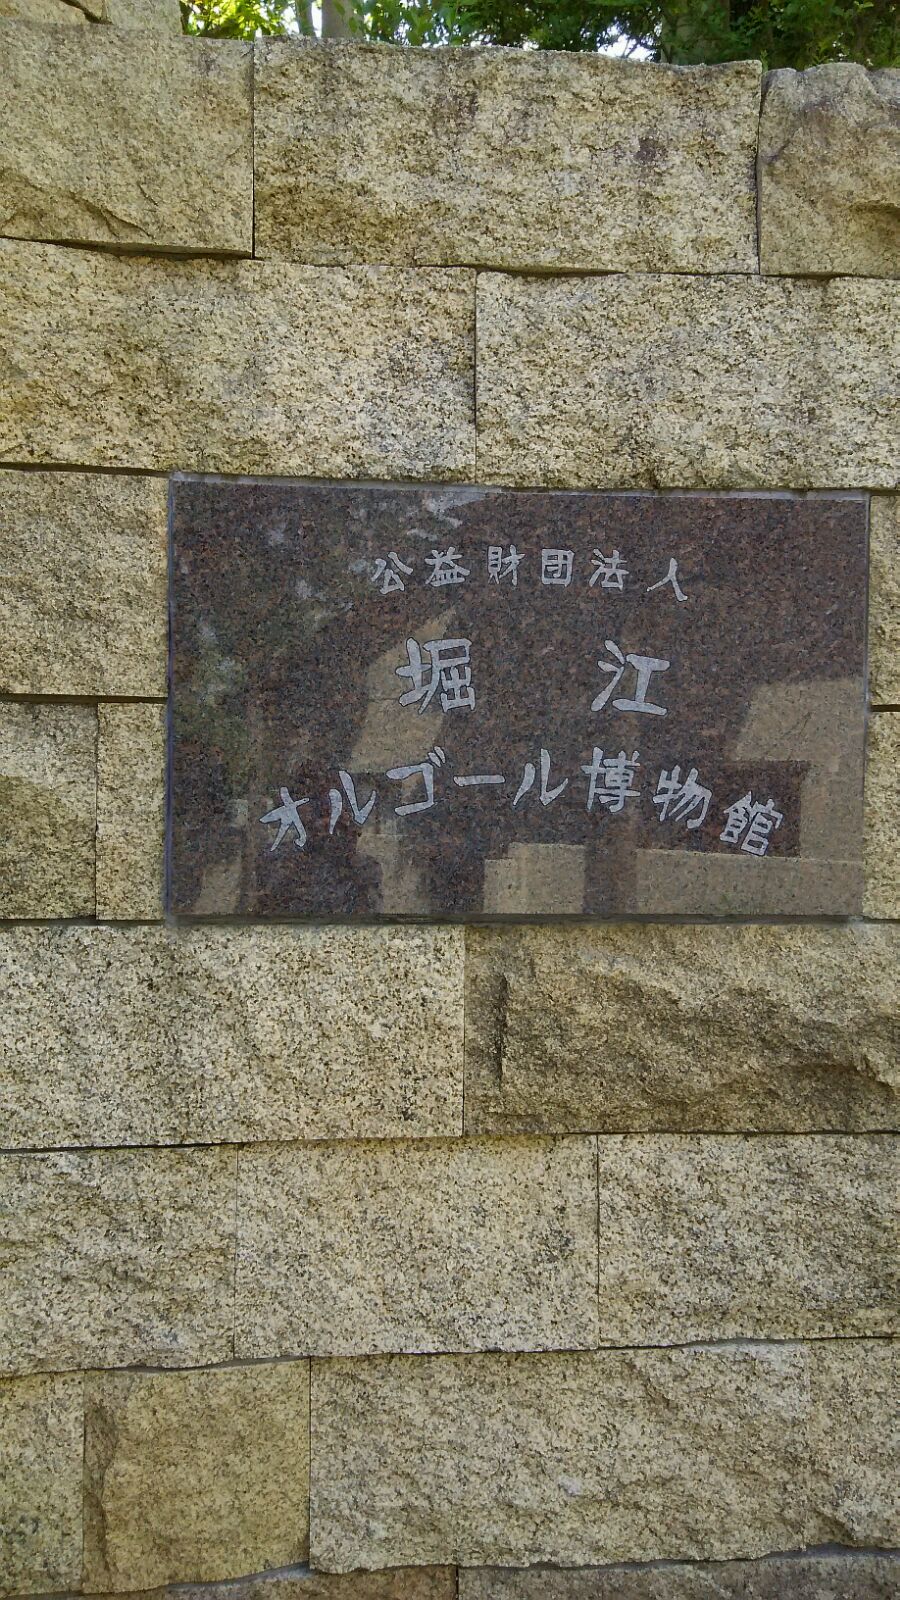 公益財団法人
堀江
オルゴール博物館